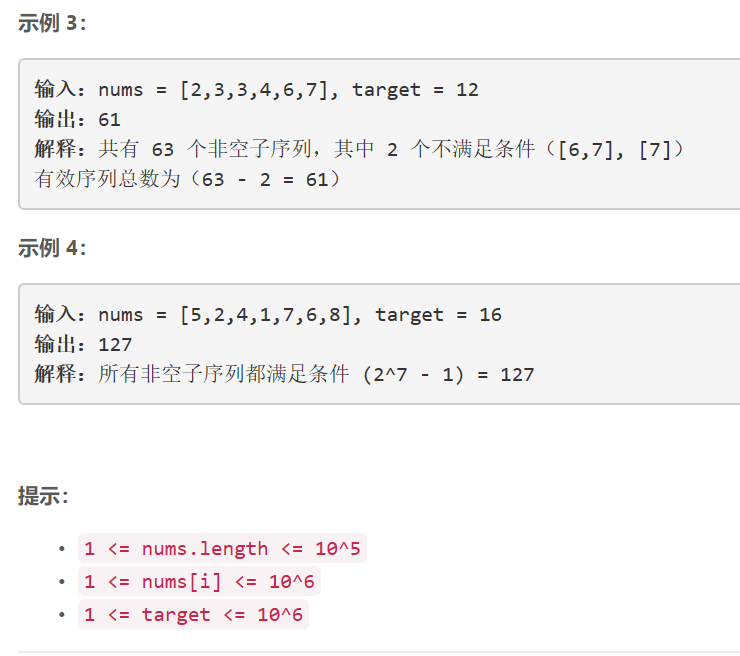 示例 3：
输入：nums = [2,3,3,4,6,7], target = 12
输出：61
解释：共有 63 个非空子序列，其中 2 个不满足条件（[6,7], [7]）
有效序列总数为（63 - 2 = 61）
示例 4：
输入：nums = [5,2,4,1,7,6,8], target = 16
输出：127
解释：所有非空子序列都满足条件 (2^7 - 1) = 127
提示：
• 1 <= nums.length <= 10^5
• 1 <= nums[i] <= 10^6
• 1 <= target <= 10^6